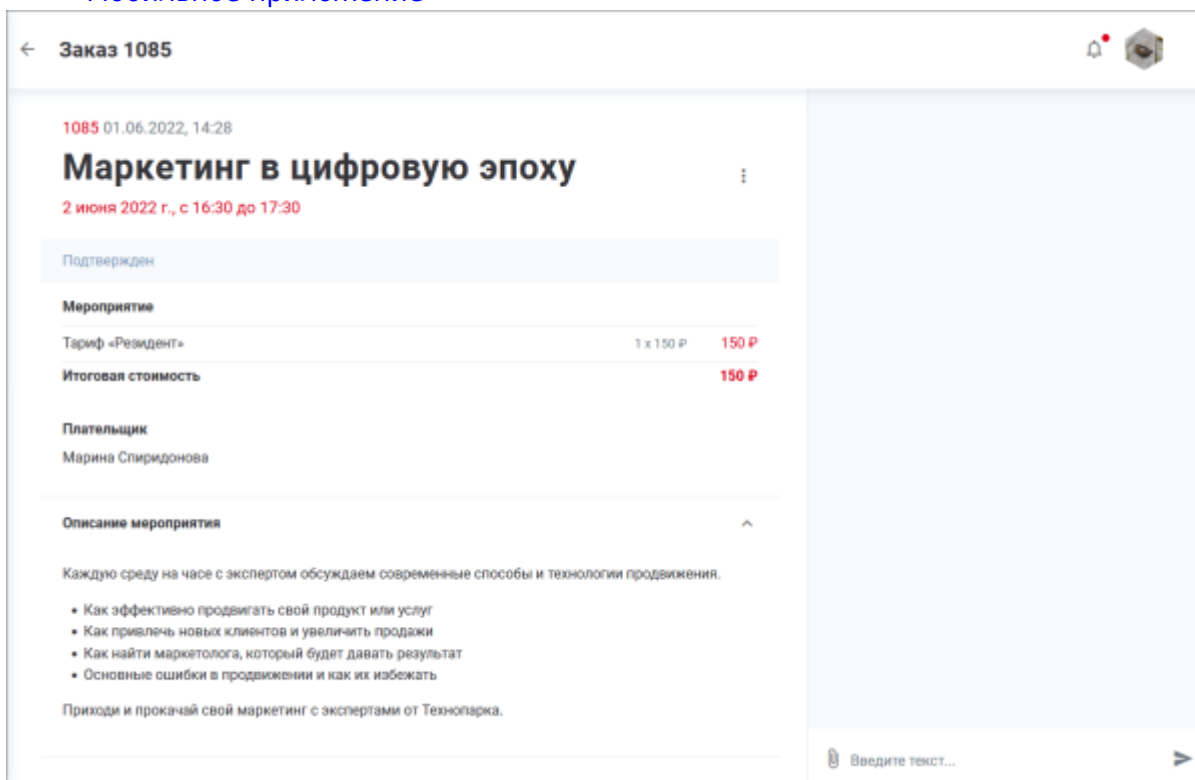 Мобильное приложение
Заказ 1085
1085 01.06.2022, 14:28
Маркетинг в цифровую эпоху
2 июня 2022 г., с 16:30 до 17:30
Подтвержден
Мероприятие
Тариф «Резидент» 1 x 150 ₽ 150 ₽
Итоговая стоимость 150 ₽
Плательщик
Марина Спиридонова
Описание мероприятия
Каждую среду на часе с экспертом обсуждаем современные способы и технологии продвижения.
• Как эффективно продвигать свой продукт или услуг
• Как привлечь новых клиентов и увеличить продажи
• Как найти маркетолога, который будет давать результат
• Основные ошибки в продвижении и как их избежать
Приходи и прокачай свой маркетинг с экспертами от Технопарка.
Введите текст...